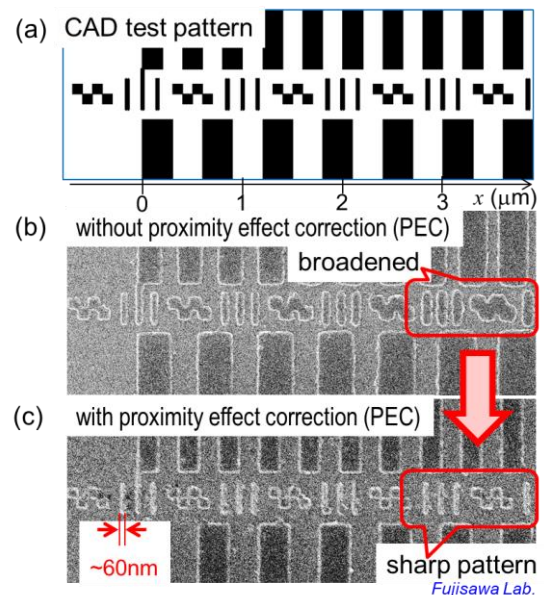 (a) CAD test pattern
0 1 2 3 x (μm)
(b) without proximity effect correction (PEC)
broadened
(c) with proximity effect correction (PEC)
~60nm
sharp pattern
Fujisawa Lab.